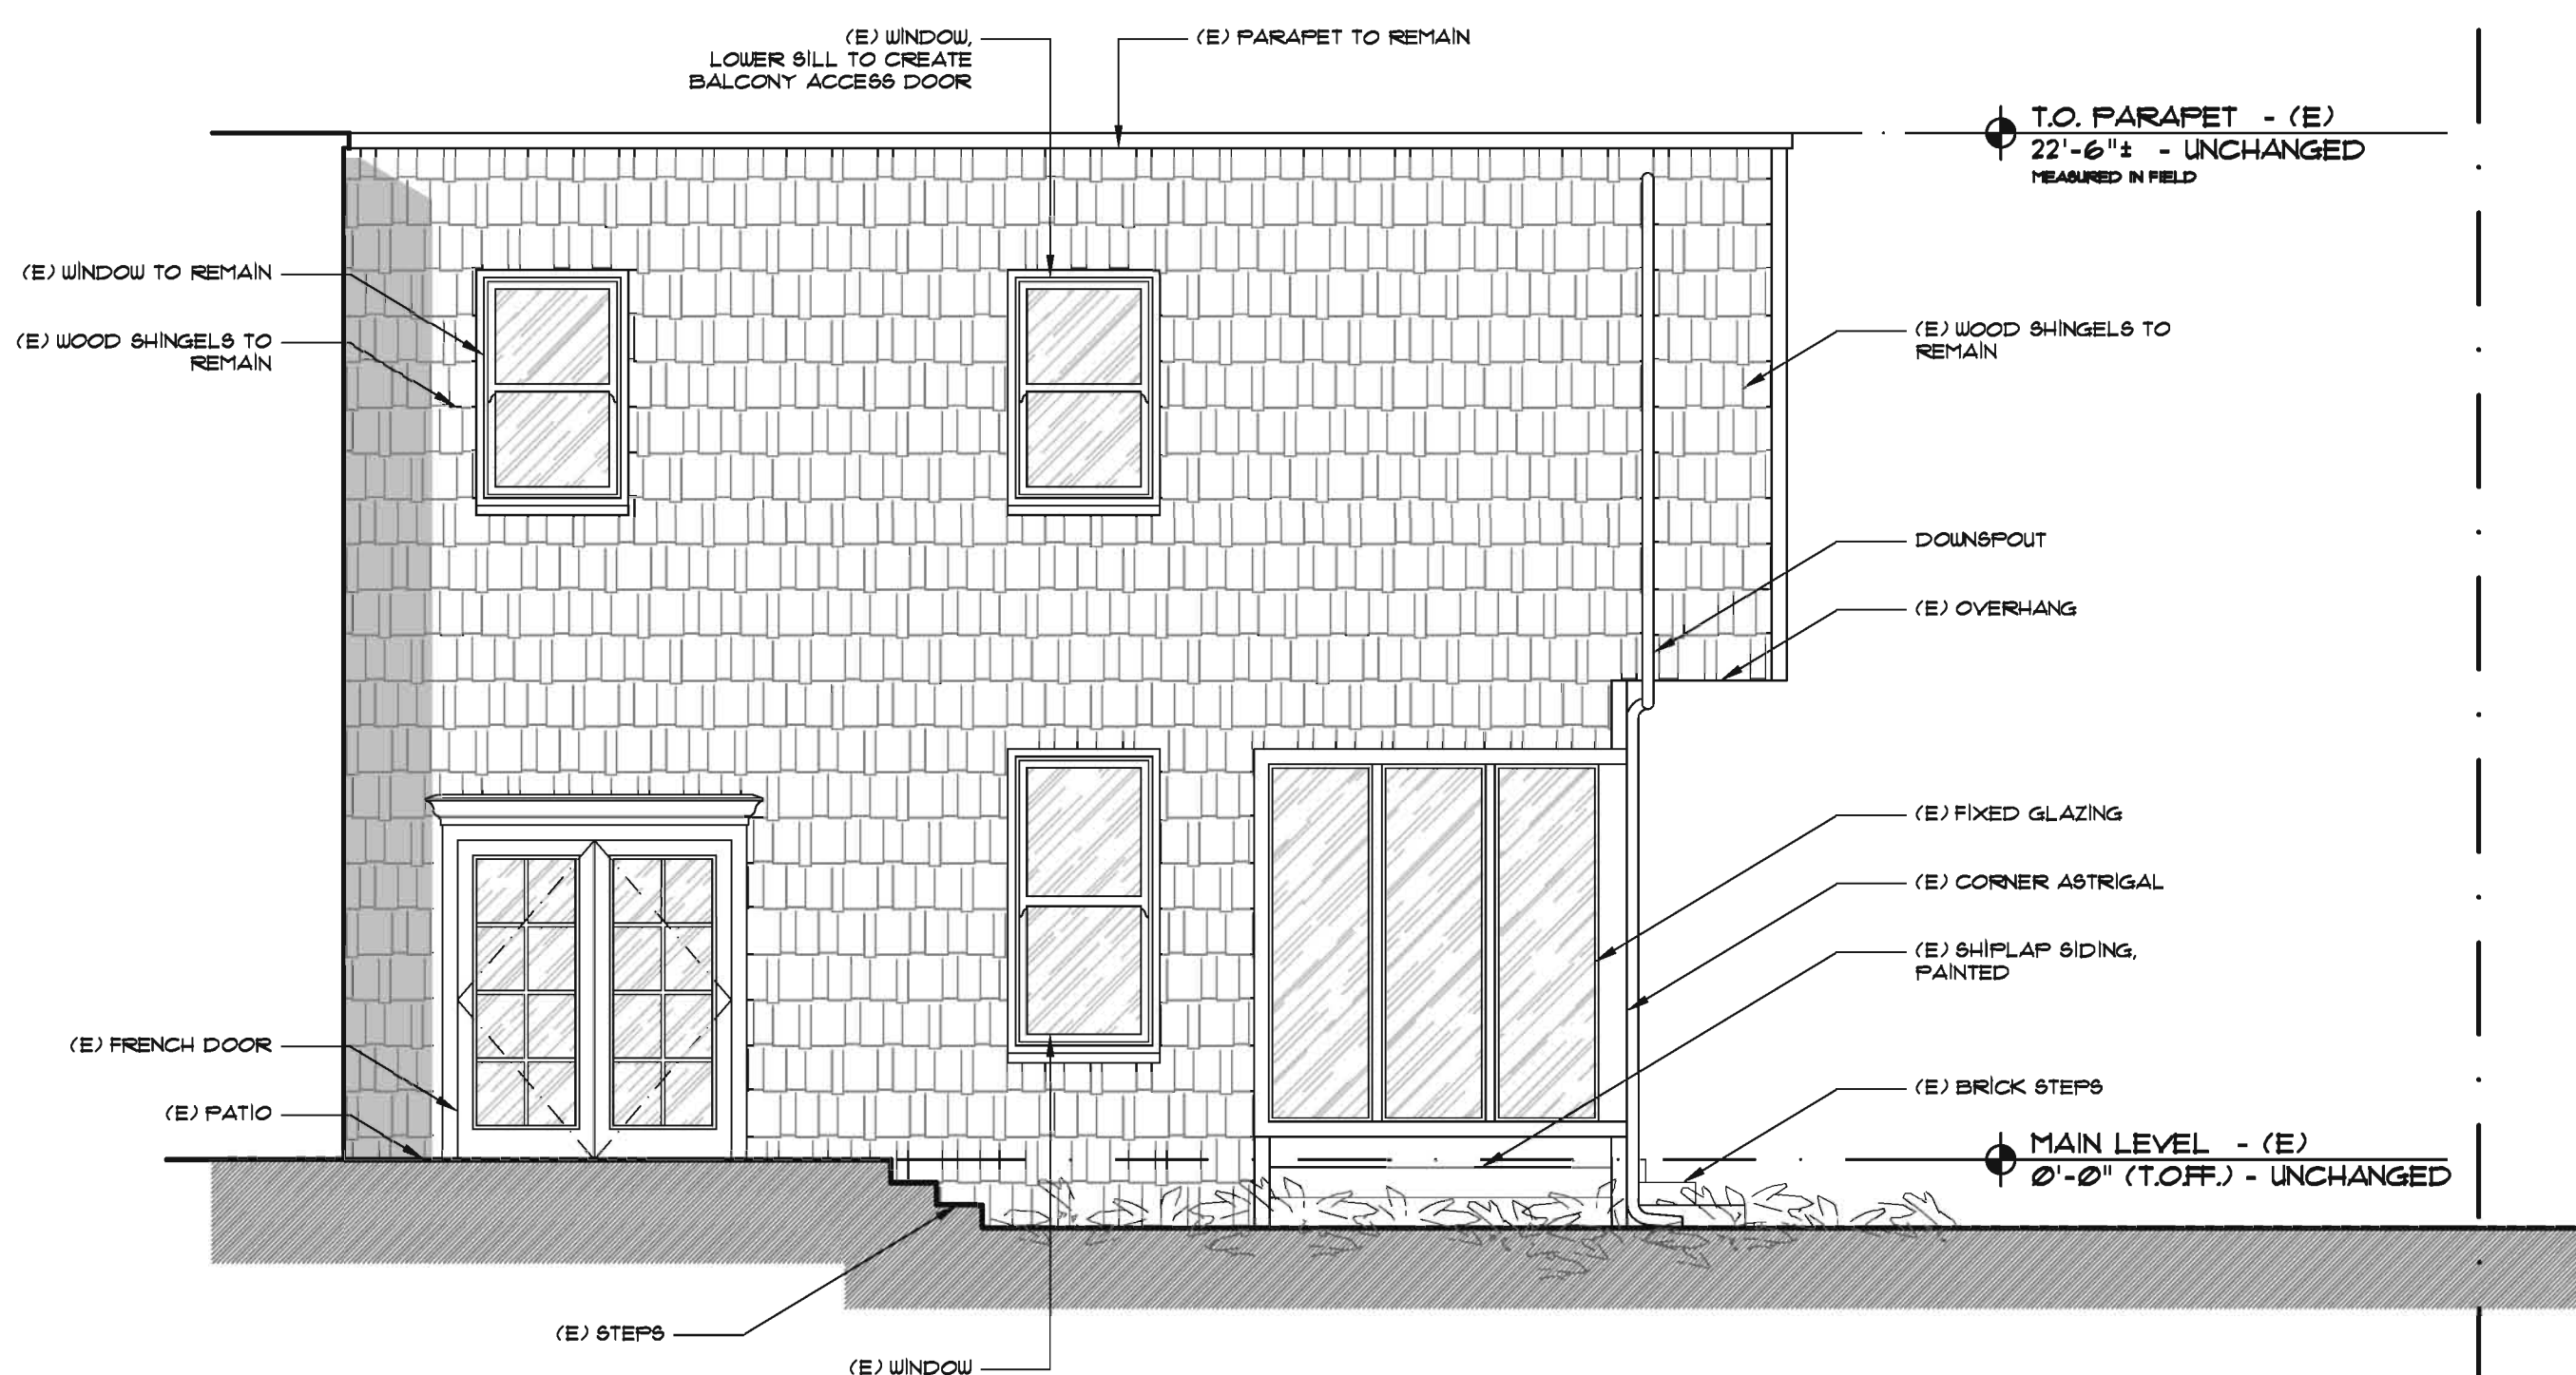 (E) WINDOW,
LOWER SILL TO CREATE
BALCONY ACCESS DOOR
(E) PARAPET TO REMAIN
T.O. PARAPET - (E)
22'-6"± - UNCHANGED
MEASURED IN FIELD
(E) WINDOW TO REMAIN
(E) WOOD SHINGELS TO
REMAIN
(E) WOOD SHINGELS TO
REMAIN
DOWNSPOUT
(E) OVERHANG
(E) FIXED GLAZING
(E) CORNER ASTRIGAL
(E) SHIPLAP SIDING,
PAINTED
(E) FRENCH DOOR
(E) PATIO
(E) BRICK STEPS
MAIN LEVEL - (E)
0'-0" (T.O.FF.) - UNCHANGED
(E) STEPS
(E) WINDOW